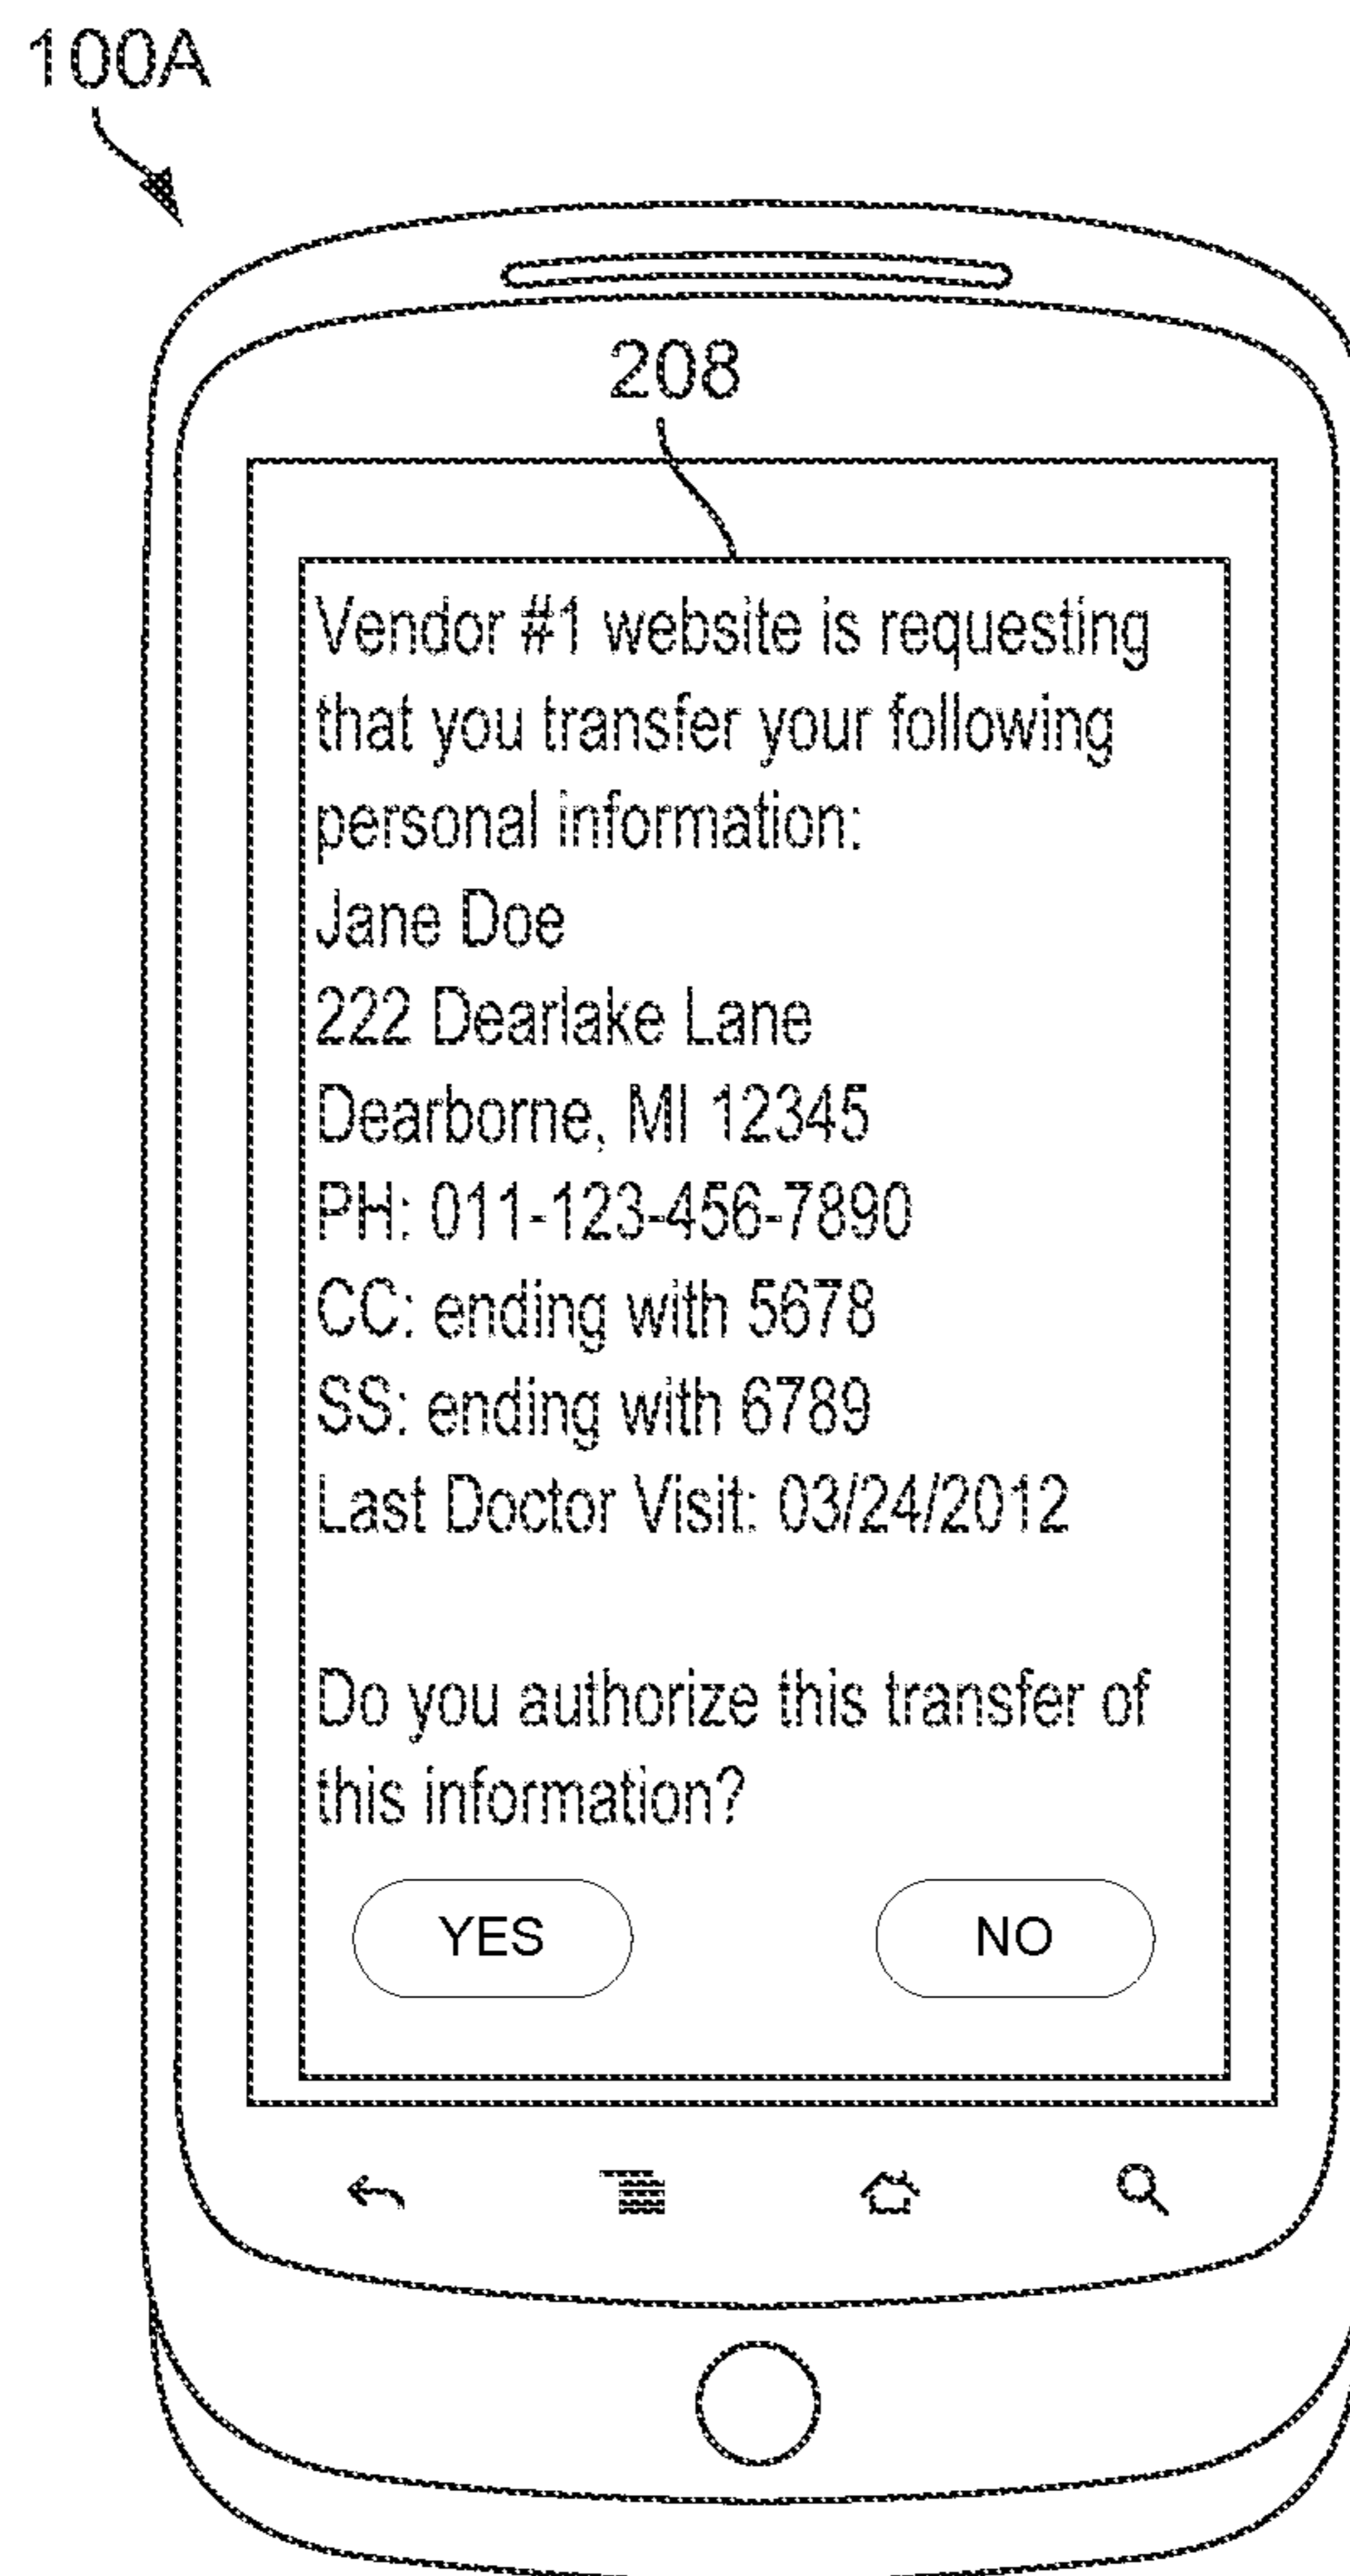 100A
208
Vendor #1 website is requesting
that you transfer your following
personal information:
Jane Doe
222 Dearlake Lane
Dearborne, MI 12345
PH: 011-123-456-7890
CC: ending with 5678
SS: ending with 6789
Last Doctor Visit: 03/24/2012
Do you authorize this transfer of
this information?
YES NO